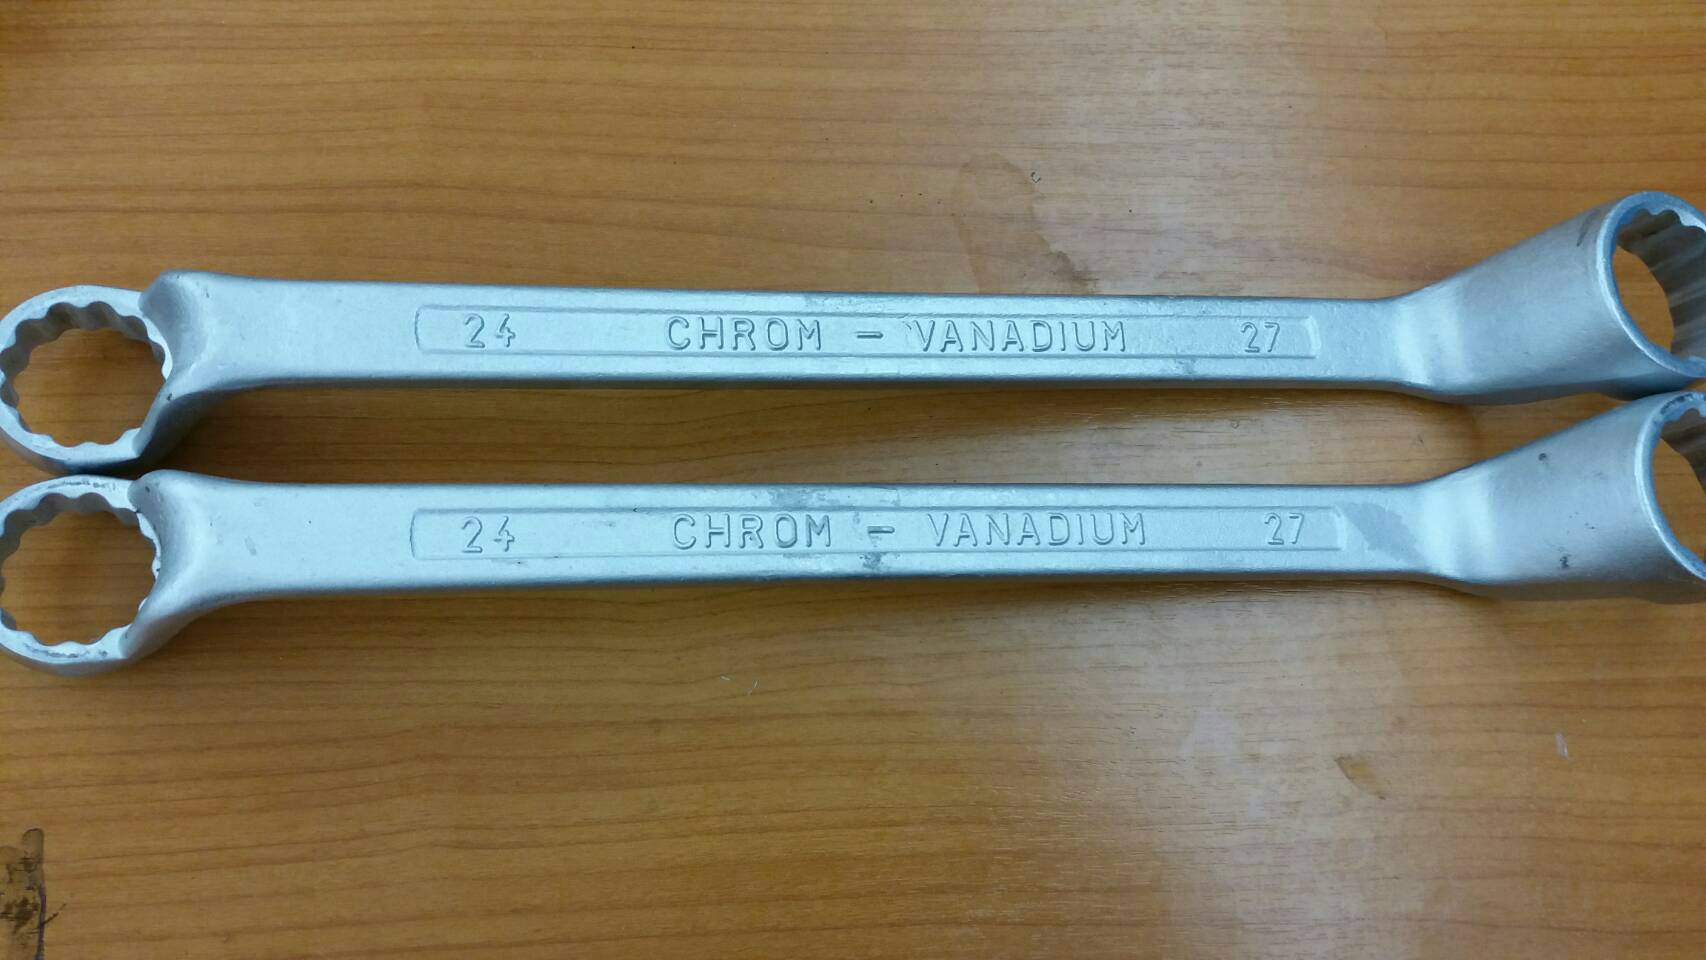 24 CHROM - VANADIUM 27
24 CHROM - VANADIUM 27